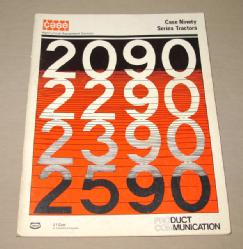 case
Case Ninety
Series Tractors
2090
2290
2390
2590
J I Case
PRODUCT
COMMUNICATION